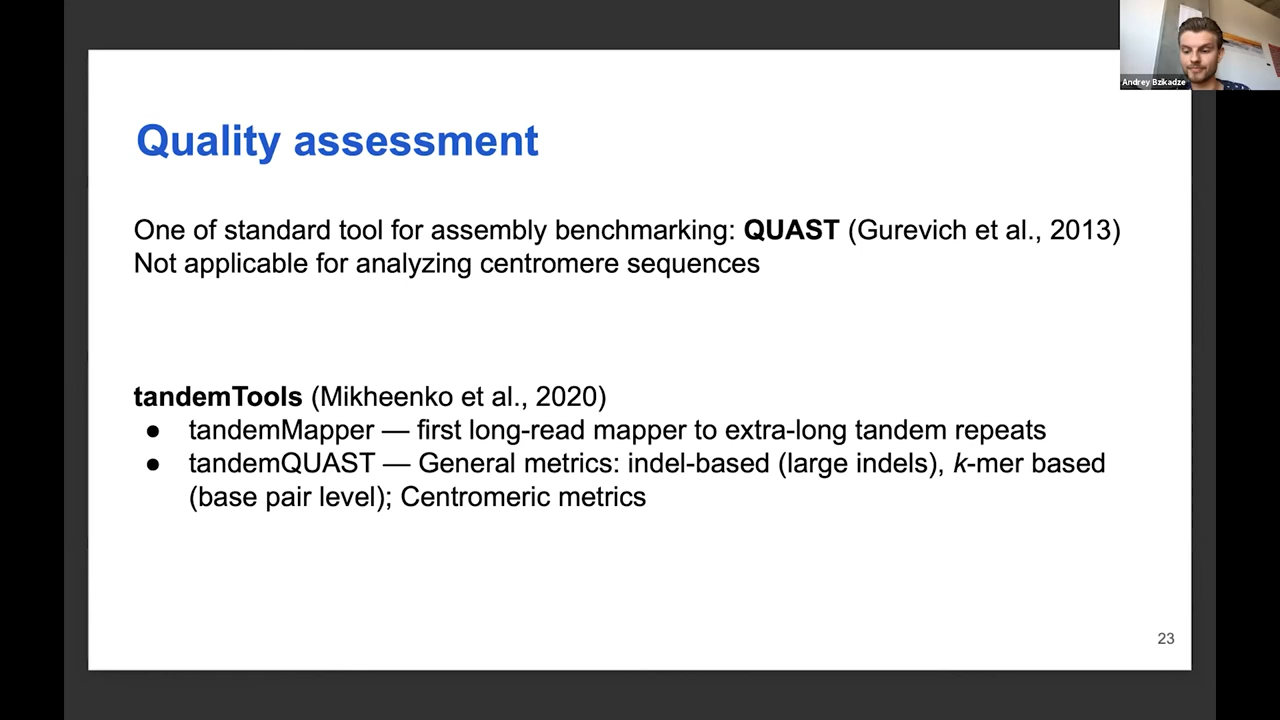 Andrey Bzikadze
Quality assessment
One of standard tool for assembly benchmarking: QUAST (Gurevich et al., 2013)
Not applicable for analyzing centromere sequences
tandemTools (Mikheenko et al., 2020)
● tandemMapper — first long-read mapper to extra-long tandem repeats
● tandemQUAST — General metrics: indel-based (large indels), k-mer based
(base pair level); Centromeric metrics
23